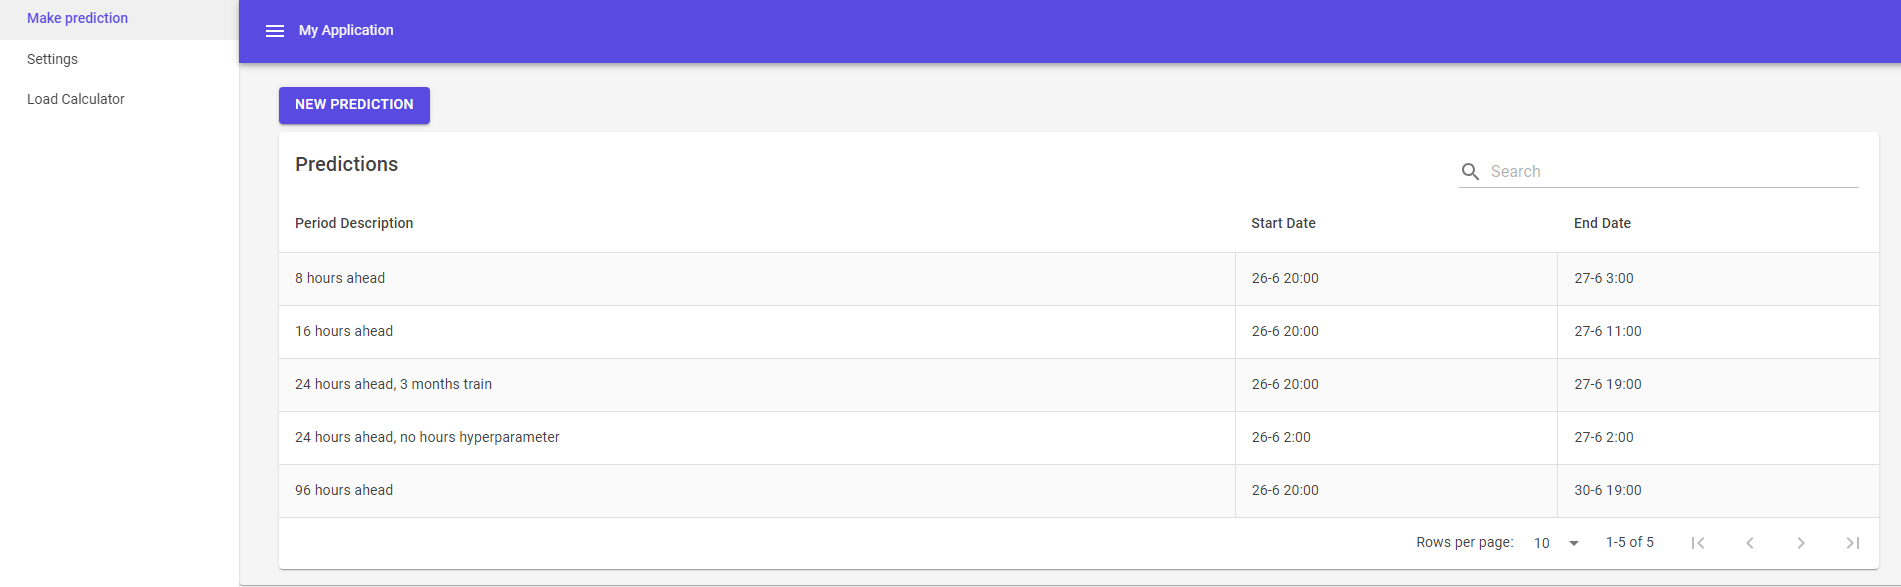 Make prediction
Settings
Load Calculator
My Application
NEW PREDICTION
Predictions
Search
Period Description Start Date End Date
8 hours ahead 26-6 20:00 27-6 3:00
16 hours ahead 26-6 20:00 27-6 11:00
24 hours ahead, 3 months train 26-6 20:00 27-6 19:00
24 hours ahead, no hours hyperparameter 26-6 2:00 27-6 2:00
96 hours ahead 26-6 20:00 30-6 19:00
Rows per page: 10 1-5 of 5